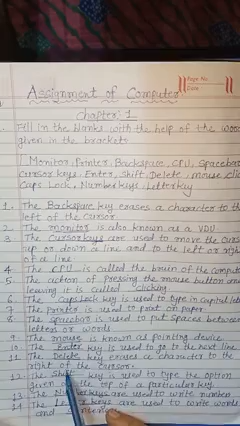 Page No.
Date
Assignment of Computer
Chapter: 1
Fill in the blanks with the help of the words
given in the brackets
Monitor, Printer, Backspace, CPU, Spacebar
Cursor keys, Enter, Shift, Delete, mouse clic
Caps Lock, Number keys, Letter key
1. The Backspace key erases a character to the
left of the cursor
2. The monitor is also known as a VDU
3. The Cursor keys are used to move the curs
up or down a line and to the left or right
of a line
4. The CPU is called the brain of the compute
5. The action of Pressing the mouse button and
leaving it is called clicking
6. The Caps Lock key is used to type in capital lette
7. The Printer is used to print on paper
8. The spacebar is used to put spaces between
letters or words
9. The mouse is known as pointing device
10. The Enter key is used to go to the next line
11. The Delete key erases a character to the
right of the cursor.
12. The Shift key is used to type the option
given the top of a particular key
13. The Number keys are used to write number
14. The Letter keys are used to write words
and